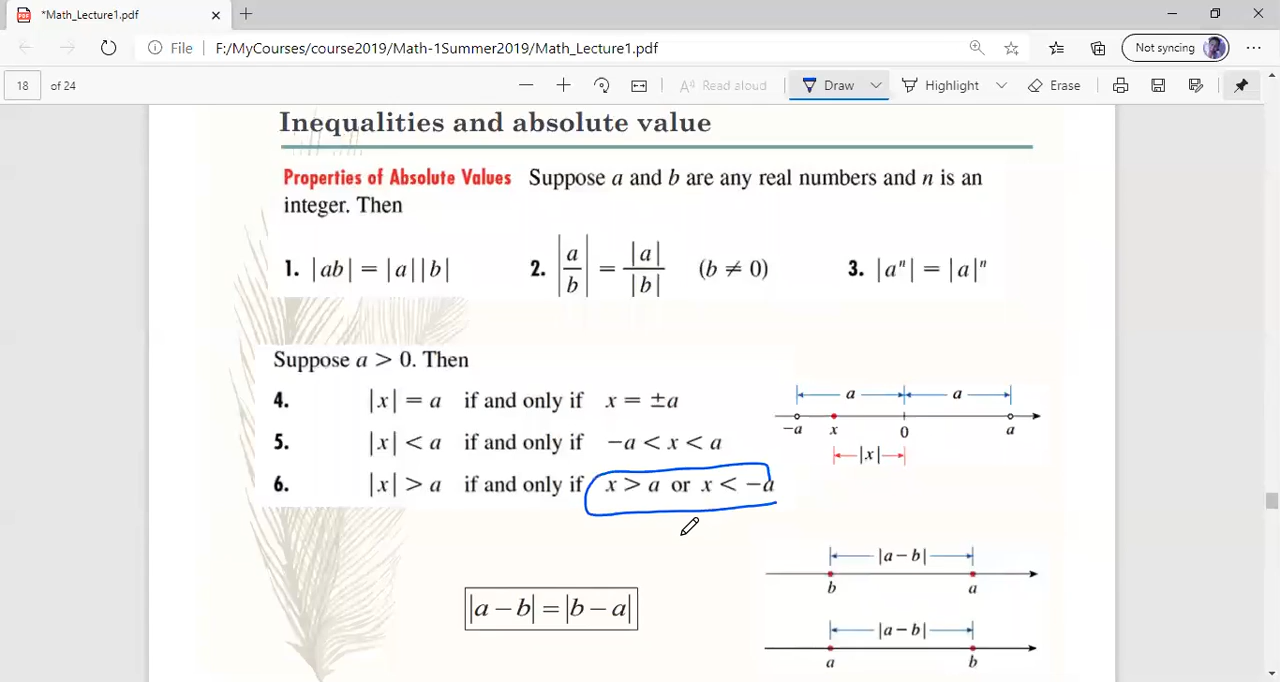 *Math_Lecture1.pdf
File F:/MyCourses/course2019/Math-1Summer2019/Math_Lecture1.pdf Not syncing
18 of 24 Read aloud Draw Highlight Erase
Inequalities and absolute value
Properties of Absolute Values Suppose a and b are any real numbers and n is an
integer. Then
1. |ab| = |a||b| 2. |a/b| = |a|/|b| (b ≠ 0) 3. |aⁿ| = |a|ⁿ
Suppose a > 0. Then
4. |x| = a if and only if x = ±a
5. |x| < a if and only if −a < x < a
6. |x| > a if and only if x > a or x < −a
a a
−a x 0 a
|x|
|a − b|
b a
|a − b| = |b − a|
|a − b|
a b